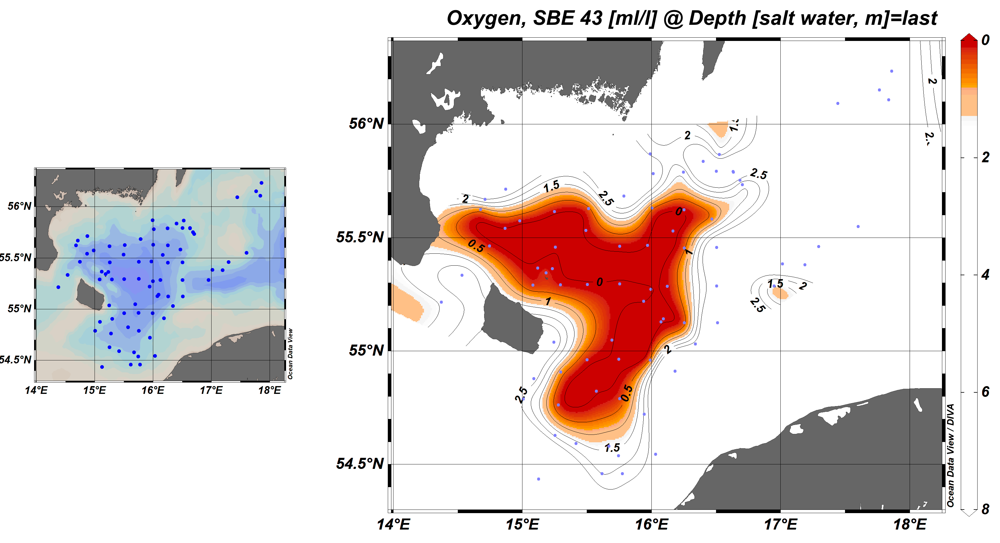 Oxygen, SBE 43 [ml/l] @ Depth [salt water, m]=last
56°N
55.5°N
55°N
54.5°N
14°E 15°E 16°E 17°E 18°E
Ocean Data View
56°N
55.5°N
55°N
54.5°N
14°E 15°E 16°E 17°E 18°E
2
2
2.5
1.5
2.5
2
0
0.5
1
0
1
1.5
2
2.5
2
2.5
0.5
1.5
Ocean Data View / DIVA
0
2
4
6
8